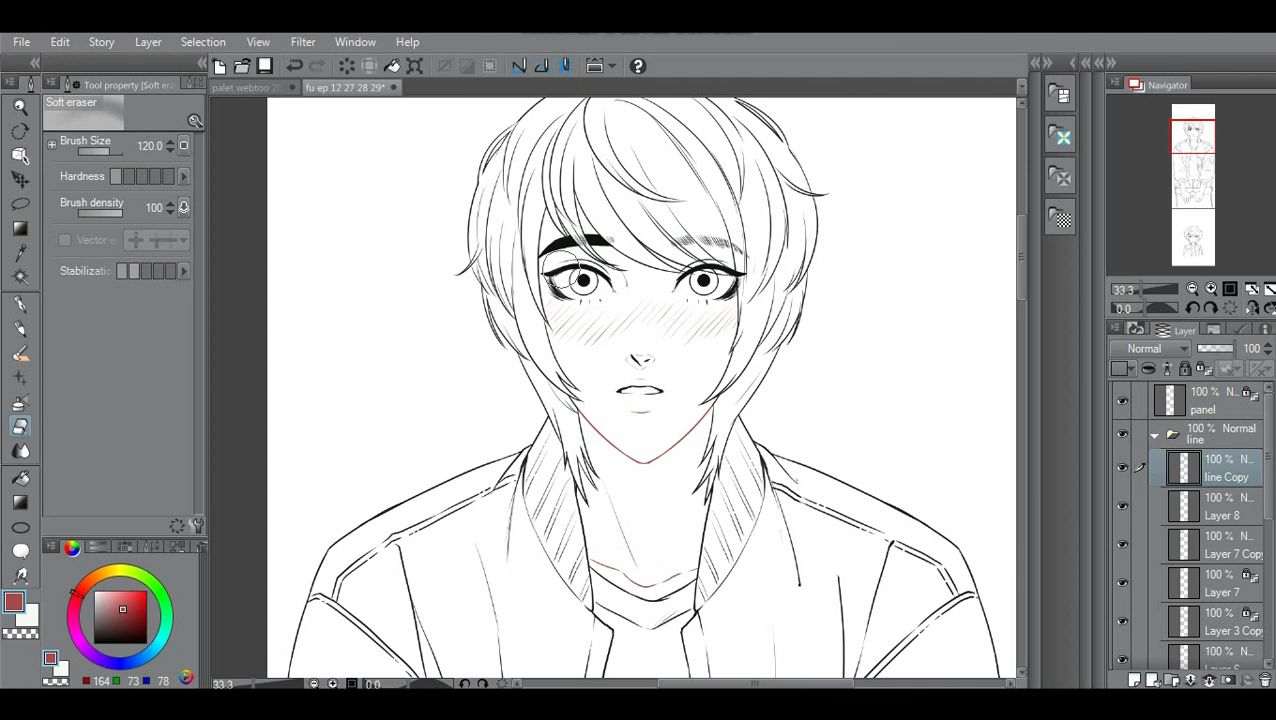 File Edit Story Layer Selection View Filter Window Help
Tool property [Soft era
palet webtoo 20
fu ep 12 27 28 29*
Navigator
Soft eraser
Brush Size 120.0
Hardness
Brush density 100
Vector e
Stabilizatio
33.3
0.0
Layer
Normal 100
100 % N..
panel
100 % Normal
line
100 % N...
line Copy
100 % N...
Layer 8
100 % N...
Layer 7 Copy
100 % N..
Layer 7
100 % N..
Layer 3 Copy
100 % N...
164 73 78
33.3 0.0